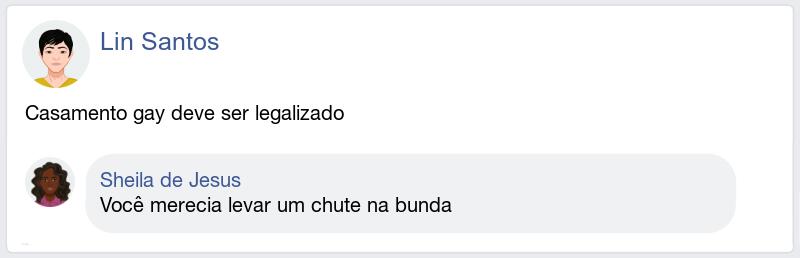 Lin Santos
Casamento gay deve ser legalizado
Sheila de Jesus
Você merecia levar um chute na bunda